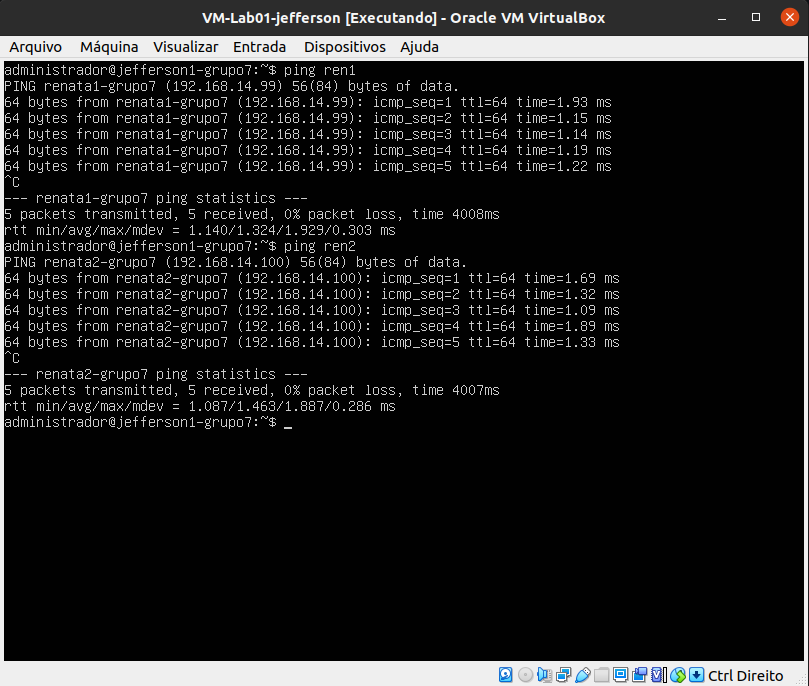 VM-Lab01-jefferson [Executando] - Oracle VM VirtualBox
Arquivo Máquina Visualizar Entrada Dispositivos Ajuda
administrador@jefferson1-grupo7:~$ ping ren1
PING renata1-grupo7 (192.168.14.99) 56(84) bytes of data.
64 bytes from renata1-grupo7 (192.168.14.99): icmp_seq=1 ttl=64 time=1.93 ms
64 bytes from renata1-grupo7 (192.168.14.99): icmp_seq=2 ttl=64 time=1.15 ms
64 bytes from renata1-grupo7 (192.168.14.99): icmp_seq=3 ttl=64 time=1.14 ms
64 bytes from renata1-grupo7 (192.168.14.99): icmp_seq=4 ttl=64 time=1.19 ms
64 bytes from renata1-grupo7 (192.168.14.99): icmp_seq=5 ttl=64 time=1.22 ms
^C
--- renata1-grupo7 ping statistics ---
5 packets transmitted, 5 received, 0% packet loss, time 4008ms
rtt min/avg/max/mdev = 1.140/1.324/1.929/0.303 ms
administrador@jefferson1-grupo7:~$ ping ren2
PING renata2-grupo7 (192.168.14.100) 56(84) bytes of data.
64 bytes from renata2-grupo7 (192.168.14.100): icmp_seq=1 ttl=64 time=1.69 ms
64 bytes from renata2-grupo7 (192.168.14.100): icmp_seq=2 ttl=64 time=1.32 ms
64 bytes from renata2-grupo7 (192.168.14.100): icmp_seq=3 ttl=64 time=1.09 ms
64 bytes from renata2-grupo7 (192.168.14.100): icmp_seq=4 ttl=64 time=1.89 ms
64 bytes from renata2-grupo7 (192.168.14.100): icmp_seq=5 ttl=64 time=1.33 ms
^C
--- renata2-grupo7 ping statistics ---
5 packets transmitted, 5 received, 0% packet loss, time 4007ms
rtt min/avg/max/mdev = 1.087/1.463/1.887/0.286 ms
administrador@jefferson1-grupo7:~$ _
Ctrl Direito